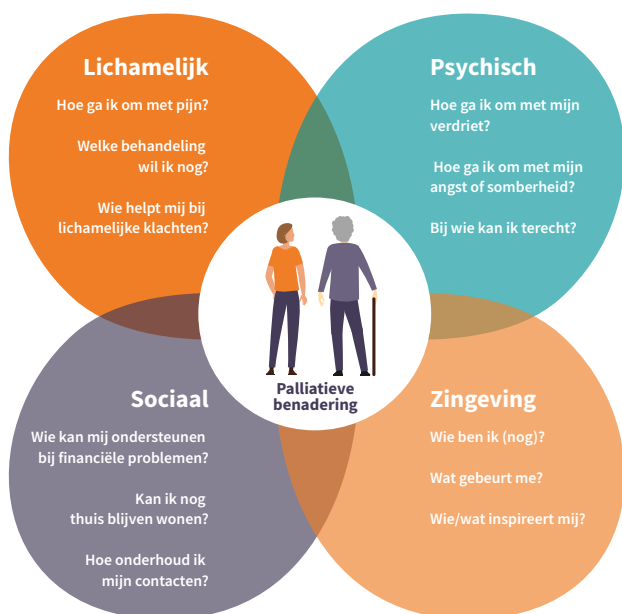 Lichamelijk
Hoe ga ik om met pijn?
Welke behandeling
wil ik nog?
Wie helpt mij bij
lichamelijke klachten?
Psychisch
Hoe ga ik om met mijn
verdriet?
Hoe ga ik om met mijn
angst of somberheid?
Bij wie kan ik terecht?
Palliatieve
benadering
Sociaal
Wie kan mij ondersteunen
bij financiële problemen?
Kan ik nog
thuis blijven wonen?
Hoe onderhoud ik
mijn contacten?
Zingeving
Wie ben ik (nog)?
Wat gebeurt me?
Wie/wat inspireert mij?